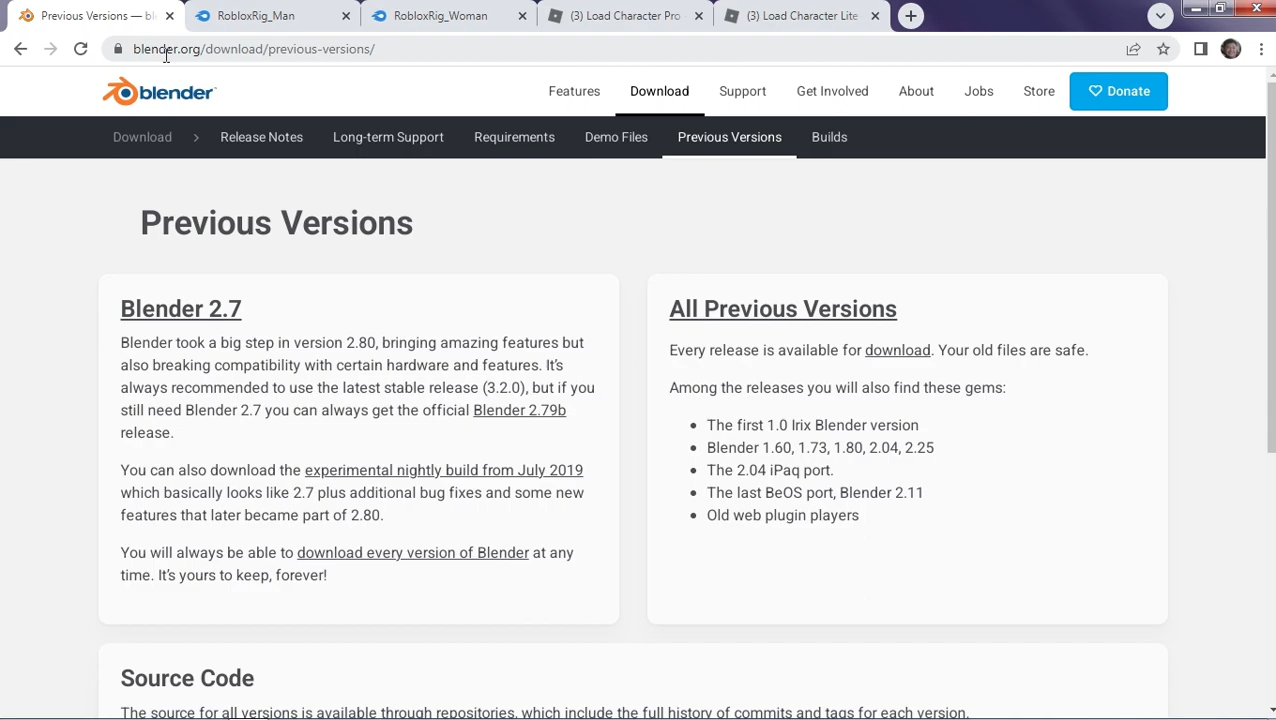 Previous Versions — ble
RobloxRig_Man
RobloxRig_Woman
(3) Load Character Pro
(3) Load Character Lite
blender.org/download/previous-versions/
blender
Features
Download
Support
Get Involved
About
Jobs
Store
Donate
Download
Release Notes
Long-term Support
Requirements
Demo Files
Previous Versions
Builds
Previous Versions
Blender 2.7
Blender took a big step in version 2.80, bringing amazing features but
also breaking compatibility with certain hardware and features. It's
always recommended to use the latest stable release (3.2.0), but if you
still need Blender 2.7 you can always get the official Blender 2.79b
release.
You can also download the experimental nightly build from July 2019
which basically looks like 2.7 plus additional bug fixes and some new
features that later became part of 2.80.
You will always be able to download every version of Blender at any
time. It's yours to keep, forever!
All Previous Versions
Every release is available for download. Your old files are safe.
Among the releases you will also find these gems:
• The first 1.0 Irix Blender version
• Blender 1.60, 1.73, 1.80, 2.04, 2.25
• The 2.04 iPaq port.
• The last BeOS port, Blender 2.11
• Old web plugin players
Source Code
The source for all versions is available through repositories, which include the full history of commits and tags for each version.